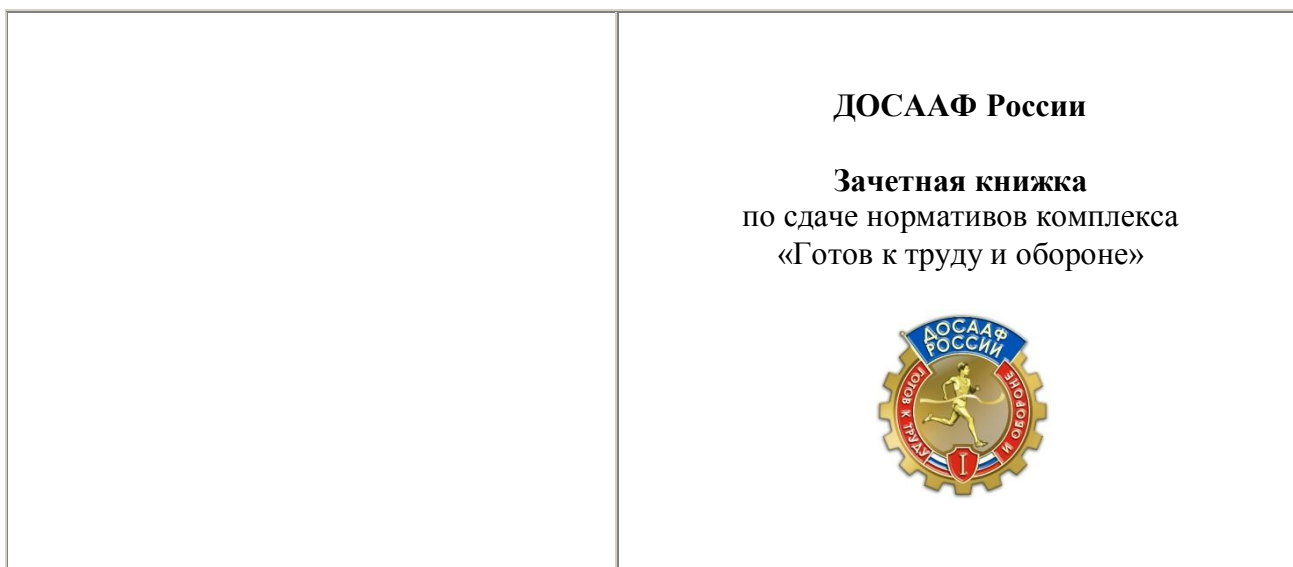 ДОСААФ России
Зачетная книжка
по сдаче нормативов комплекса
«Готов к труду и обороне»
ДОСААФ
РОССИИ
ГОТОВ К ТРУДУ
И ОБОРОНЕ
I